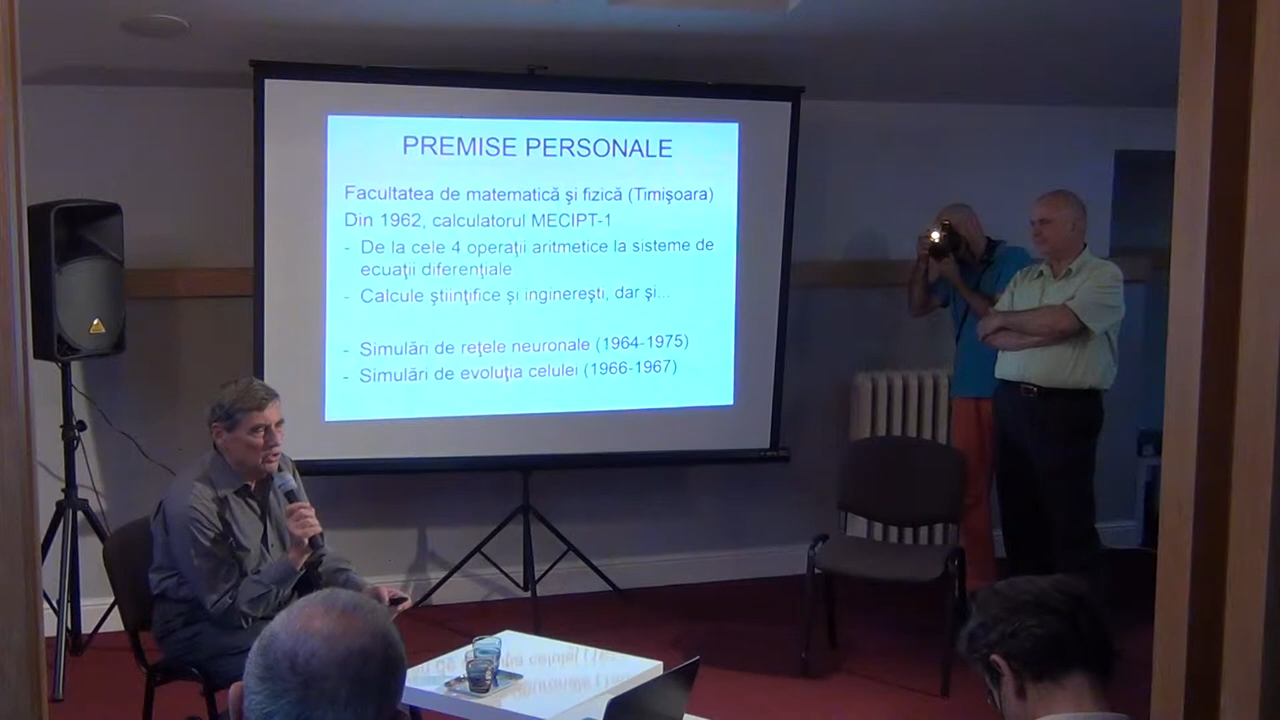 PREMISE PERSONALE
Facultatea de matematică şi fizică (Timişoara)
Din 1962, calculatorul MECIPT-1
- De la cele 4 operaţii aritmetice la sisteme de
ecuaţii diferenţiale
- Calcule ştiinţifice şi inginereşti, dar şi...
- Simulări de reţele neuronale (1964-1975)
- Simulări de evoluţia celulei (1966-1967)